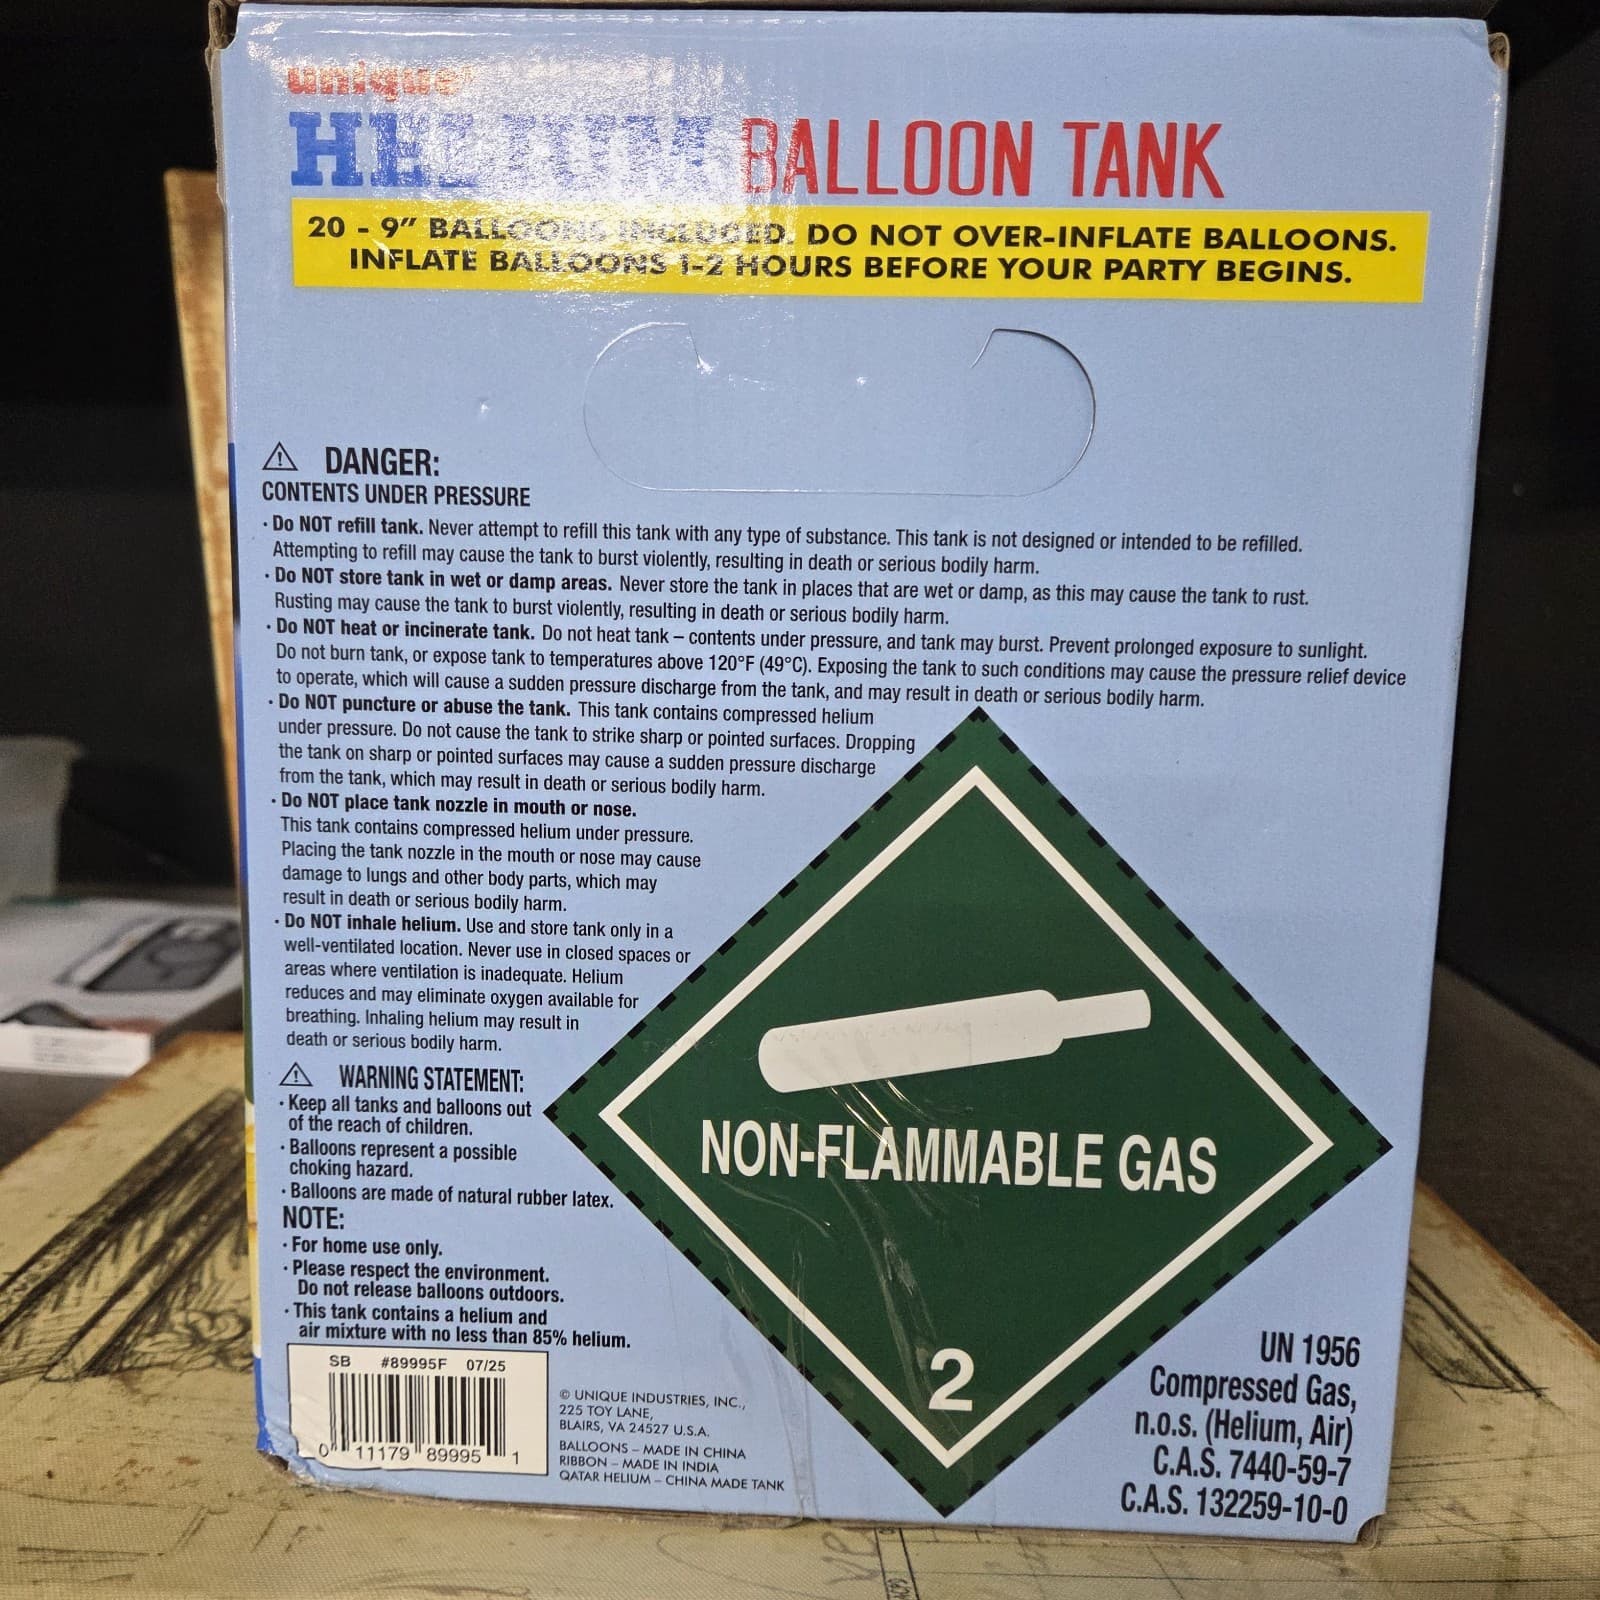 unique
HELIUM BALLOON TANK
20 - 9" BALLOONS INCLUDED. DO NOT OVER-INFLATE BALLOONS.
INFLATE BALLOONS 1-2 HOURS BEFORE YOUR PARTY BEGINS.
DANGER:
CONTENTS UNDER PRESSURE
· Do NOT refill tank. Never attempt to refill this tank with any type of substance. This tank is not designed or intended to be refilled.
Attempting to refill may cause the tank to burst violently, resulting in death or serious bodily harm.
· Do NOT store tank in wet or damp areas. Never store the tank in places that are wet or damp, as this may cause the tank to rust.
Rusting may cause the tank to burst violently, resulting in death or serious bodily harm.
· Do NOT heat or incinerate tank. Do not heat tank – contents under pressure, and tank may burst. Prevent prolonged exposure to sunlight.
Do not burn tank, or expose tank to temperatures above 120°F (49°C). Exposing the tank to such conditions may cause the pressure relief device
to operate, which will cause a sudden pressure discharge from the tank, and may result in death or serious bodily harm.
· Do NOT puncture or abuse the tank. This tank contains compressed helium
under pressure. Do not cause the tank to strike sharp or pointed surfaces. Dropping
the tank on sharp or pointed surfaces may cause a sudden pressure discharge
from the tank, which may result in death or serious bodily harm.
· Do NOT place tank nozzle in mouth or nose.
This tank contains compressed helium under pressure.
Placing the tank nozzle in the mouth or nose may cause
damage to lungs and other body parts, which may
result in death or serious bodily harm.
· Do NOT inhale helium. Use and store tank only in a
well-ventilated location. Never use in closed spaces or
areas where ventilation is inadequate. Helium
reduces and may eliminate oxygen available for
breathing. Inhaling helium may result in
death or serious bodily harm.
WARNING STATEMENT:
· Keep all tanks and balloons out
of the reach of children.
· Balloons represent a possible
choking hazard.
· Balloons are made of natural rubber latex.
NOTE:
· For home use only.
· Please respect the environment.
Do not release balloons outdoors.
· This tank contains a helium and
air mixture with no less than 85% helium.
SB #89995F 07/25
0 11179 89995 1
© UNIQUE INDUSTRIES, INC.,
225 TOY LANE,
BLAIRS, VA 24527 U.S.A.
BALLOONS – MADE IN CHINA
RIBBON – MADE IN INDIA
QATAR HELIUM – CHINA MADE TANK
NON-FLAMMABLE GAS
2
UN 1956
Compressed Gas,
n.o.s. (Helium, Air)
C.A.S. 7440-59-7
C.A.S. 132259-10-0